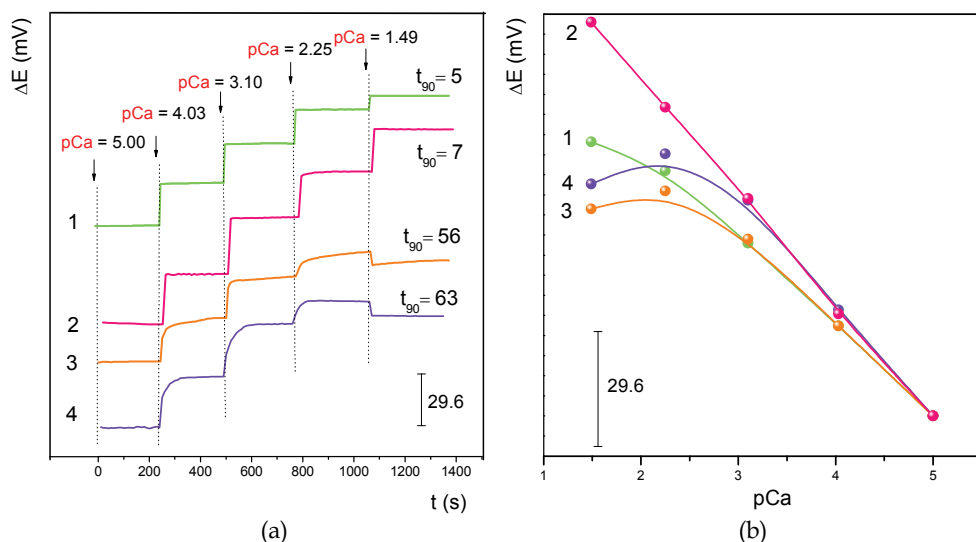 ΔE (mV)
pCa = 1.49
pCa = 2.25
pCa = 3.10
pCa = 4.03
pCa = 5.00
t90= 5
t90= 7
t90= 56
t90= 63
1
2
3
4
29.6
0 200 400 600 800 1000 1200 1400
t (s)
(a)
ΔE (mV)
2
1
4
3
29.6
1 2 3 4 5
pCa
(b)